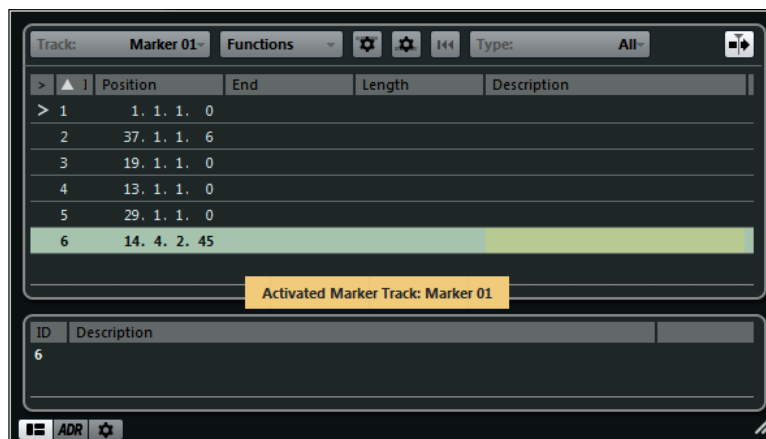 Track: Marker 01 Functions Type: All
> I Position End Length Description
> 1 1. 1. 1. 0
2 37. 1. 1. 6
3 19. 1. 1. 0
4 13. 1. 1. 0
5 29. 1. 1. 0
6 14. 4. 2. 45
Activated Marker Track: Marker 01
ID Description
6
ADR